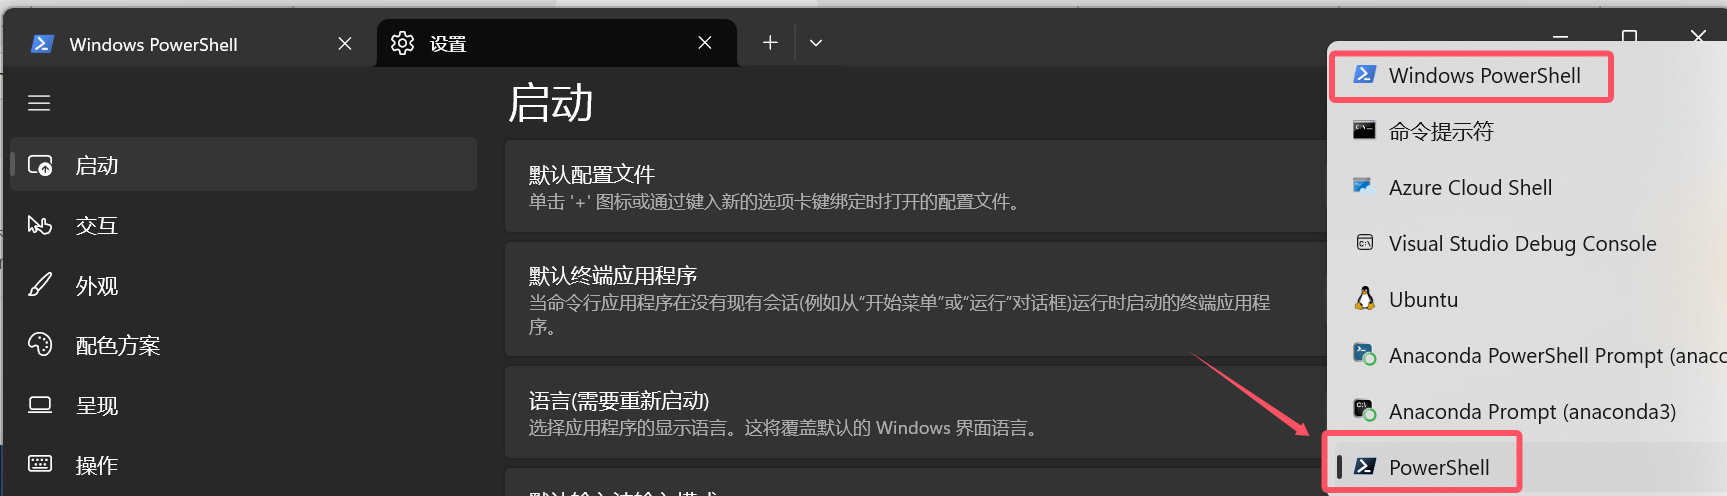 Windows PowerShell
设置
启动
交互
外观
配色方案
呈现
操作
启动
默认配置文件
单击 '+' 图标或通过键入新的选项卡键绑定时打开的配置文件。
默认终端应用程序
当命令行应用程序在没有现有会话(例如从“开始菜单”或“运行”对话框)运行时启动的终端应用程
序。
语言(需要重新启动)
选择应用程序的显示语言。这将覆盖默认的 Windows 界面语言。
Windows PowerShell
命令提示符
Azure Cloud Shell
Visual Studio Debug Console
Ubuntu
Anaconda PowerShell Prompt (anaco
Anaconda Prompt (anaconda3)
PowerShell